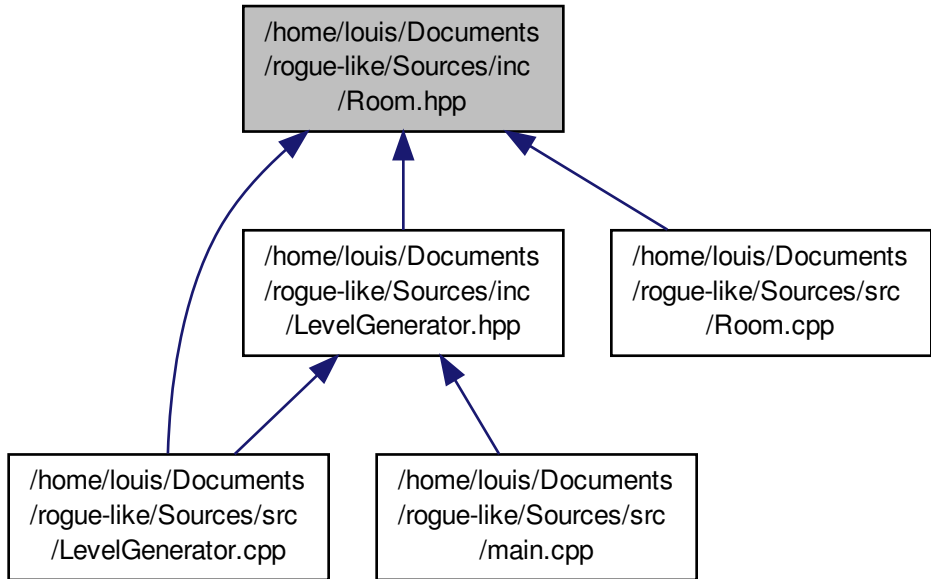 /home/louis/Documents
/rogue-like/Sources/inc
/Room.hpp
/home/louis/Documents
/rogue-like/Sources/inc
/LevelGenerator.hpp
/home/louis/Documents
/rogue-like/Sources/src
/Room.cpp
/home/louis/Documents
/rogue-like/Sources/src
/LevelGenerator.cpp
/home/louis/Documents
/rogue-like/Sources/src
/main.cpp